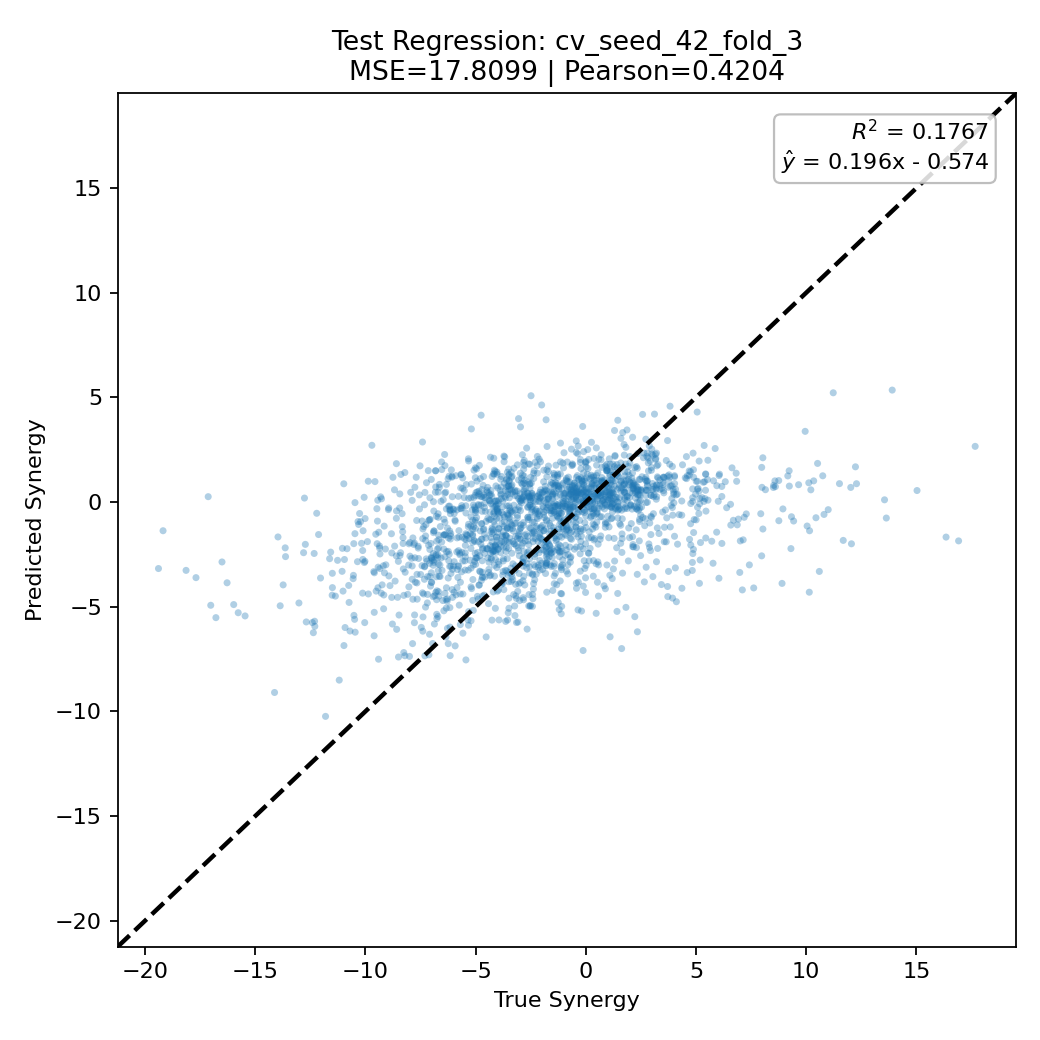 Test Regression: cv_seed_42_fold_3
MSE=17.8099 | Pearson=0.4204
R² = 0.1767
ŷ = 0.196x - 0.574
Predicted Synergy
15
10
5
0
−5
−10
−15
−20
−20 −15 −10 −5 0 5 10 15
True Synergy